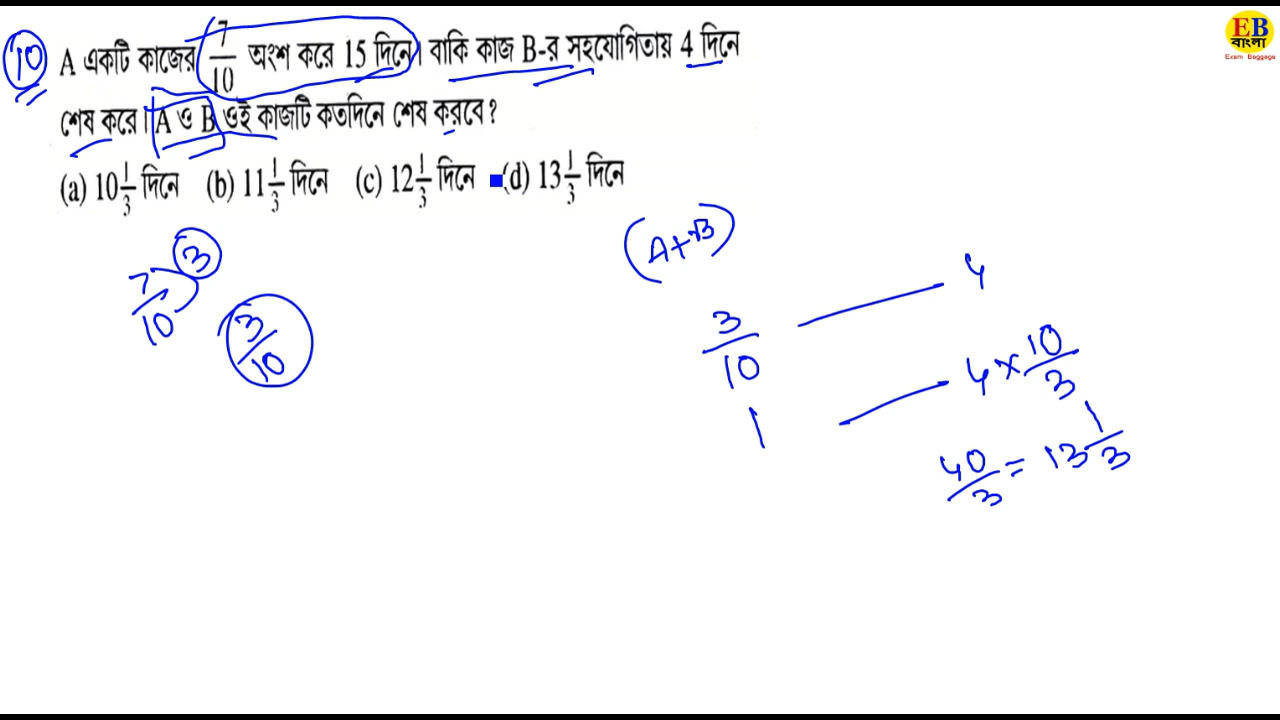 10 A একটি কাজের 7/10 অংশ করে 15 দিনে। বাকি কাজ B-র সহযোগিতায় 4 দিনে
শেষ করে। A ও B ওই কাজটি কতদিনে শেষ করবে?
(a) 10 1/3 দিনে (b) 11 1/3 দিনে (c) 12 1/3 দিনে (d) 13 1/3 দিনে
EB
বাংলা
Exam Baggage
7/10 3
3/10
(A+B)
3/10 — 4
1 — 4 × 10/3
40/3 = 13 1/3